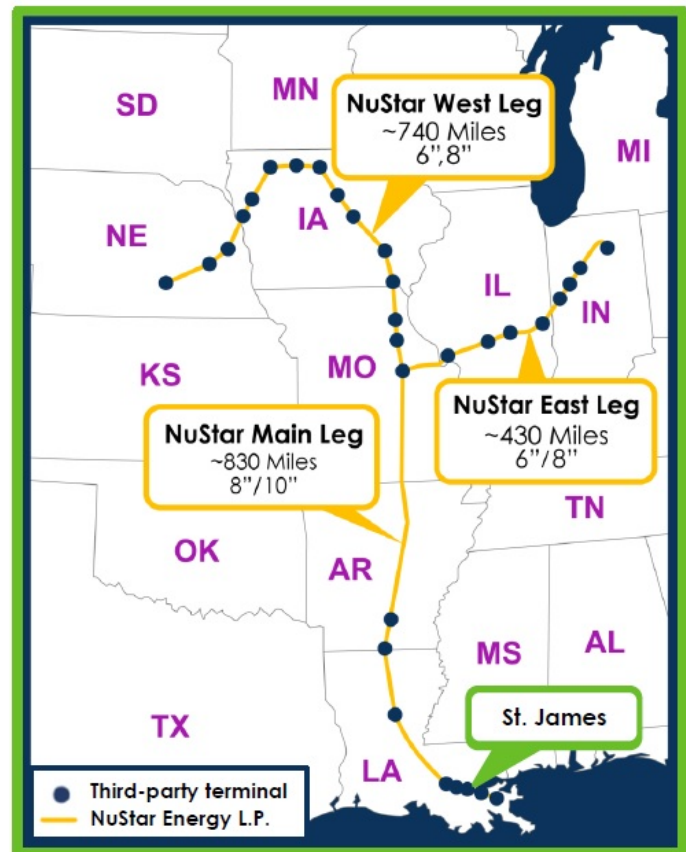 SD
MN
NuStar West Leg
~740 Miles
6”,8”
MI
NE
IA
IL
IN
KS
MO
NuStar East Leg
~430 Miles
6”/8”
NuStar Main Leg
~830 Miles
8”/10”
TN
OK
AR
MS
AL
TX
St. James
LA
Third-party terminal
NuStar Energy L.P.